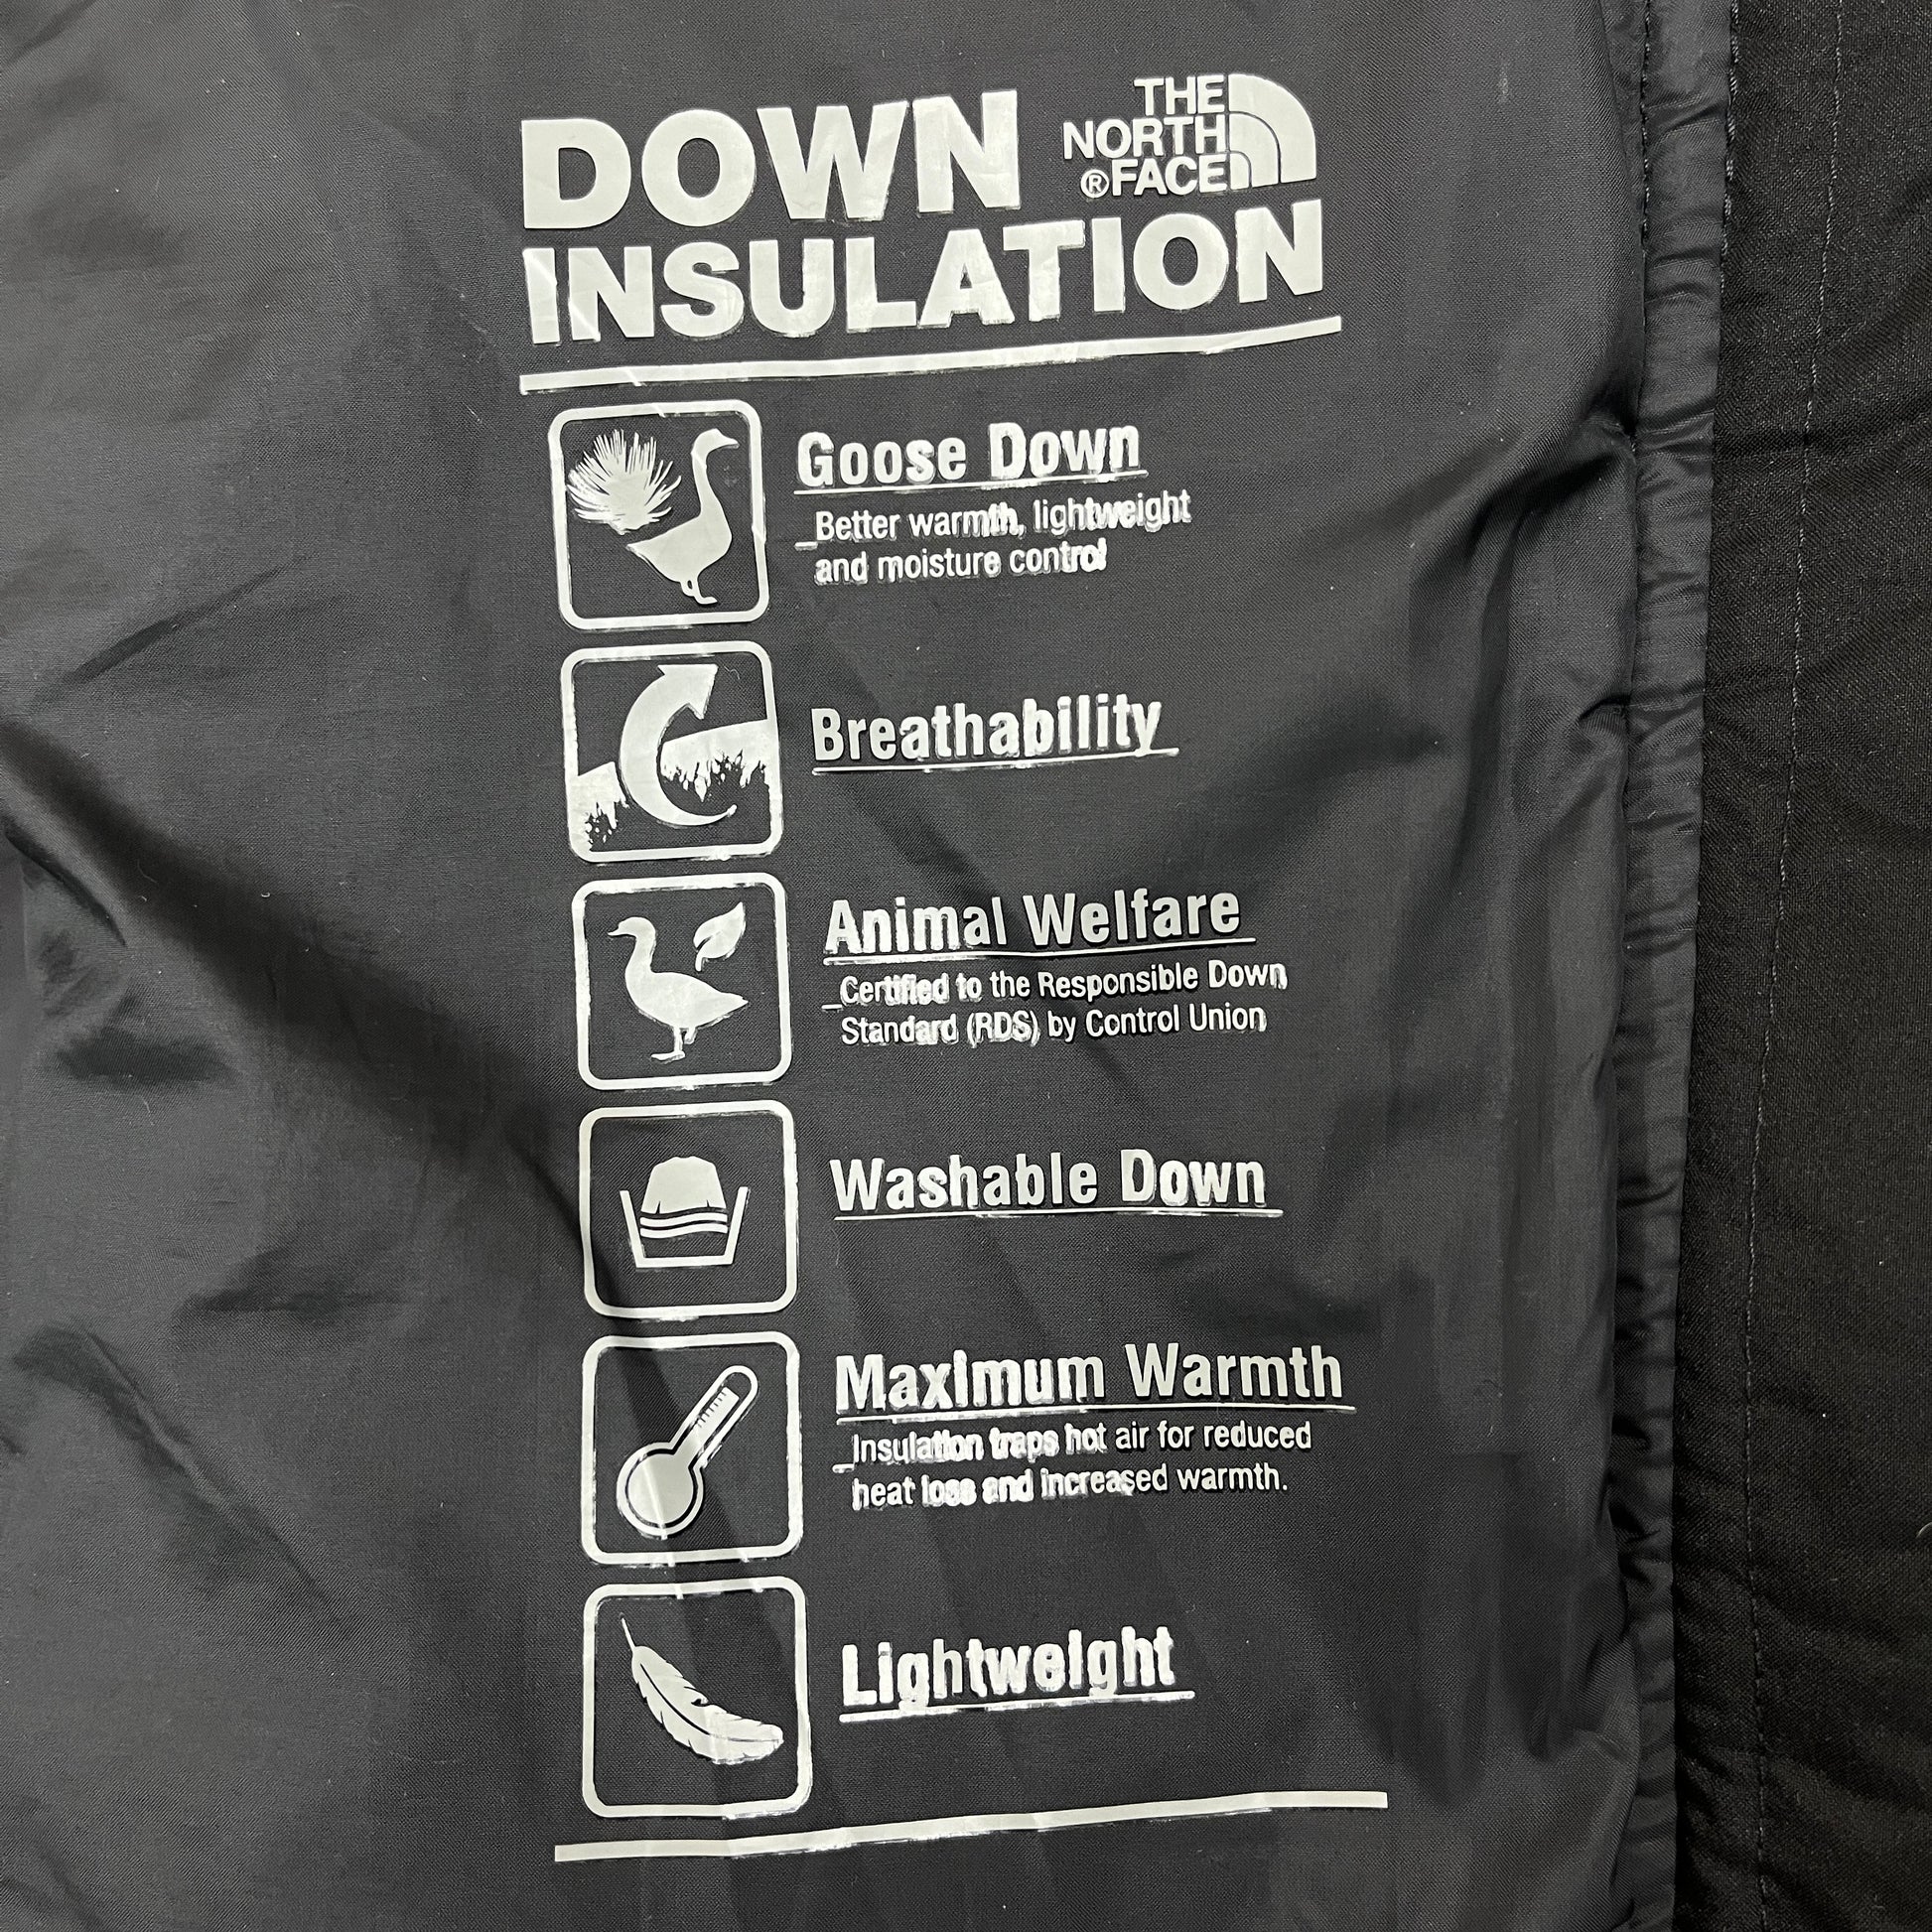 DOWN
THE
NORTH
®FACE
INSULATION
Goose Down
_Better warmth, lightweight
and moisture control
Breathability
Animal Welfare
_Certified to the Responsible Down
Standard (RDS) by Control Union
Washable Down
Maximum Warmth
_Insulation traps hot air for reduced
heat loss and increased warmth.
Lightweight